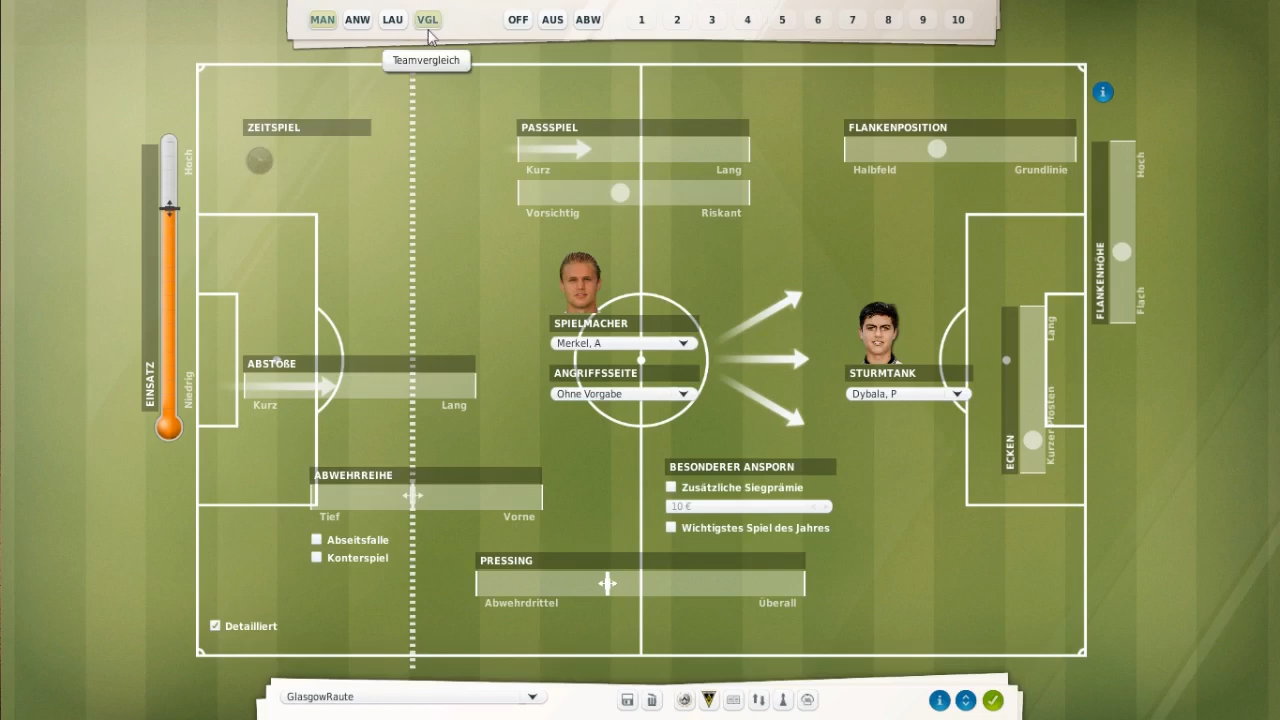 MAN ANW LAU VGL OFF AUS ABW 1 2 3 4 5 6 7 8 9 10
Teamvergleich
ZEITSPIEL
PASSSPIEL
Kurz Lang
Vorsichtig Riskant
FLANKENPOSITION
Halbfeld Grundlinie
EINSATZ
Hoch
Niedrig
FLANKENHÖHE
Hoch
Flach
SPIELMACHER
Merkel, A
ANGRIFFSSEITE
Ohne Vorgabe
STURMTANK
Dybala, P
ABSTÖßE
Kurz Lang
ECKEN
Lang
Kurzer Pfosten
ABWEHRREIHE
Tief Vorne
Abseitsfalle
Konterspiel
BESONDERER ANSPORN
Zusätzliche Siegprämie
10 €
Wichtigstes Spiel des Jahres
PRESSING
Abwehrdrittel Überall
Detailliert
GlasgowRaute